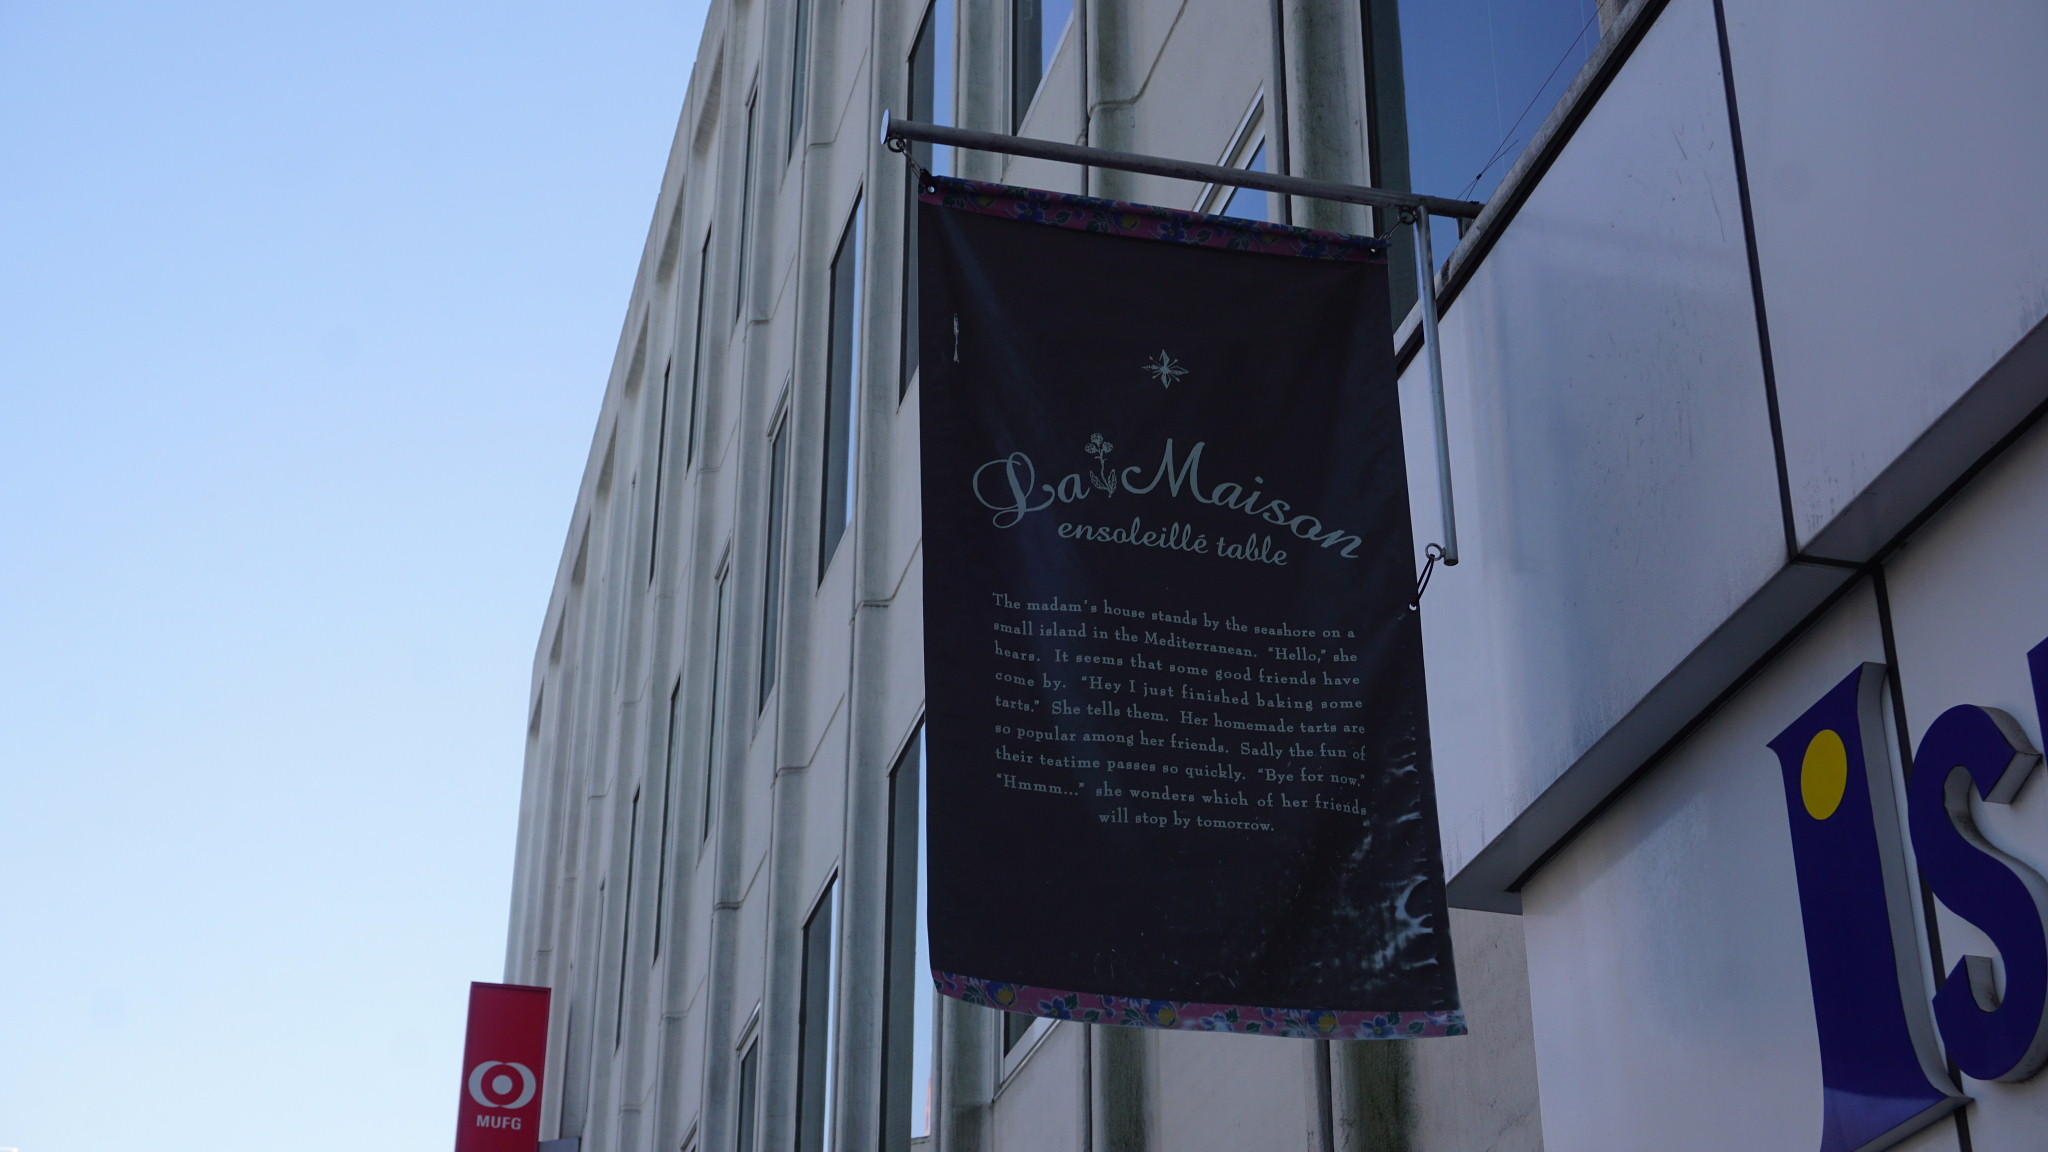 La Maison
ensoleillé table
The madam's house stands by the seashore on a
small island in the Mediterranean. "Hello," she
hears. It seems that some good friends have
come by. "Hey I just finished baking some
tarts." She tells them. Her homemade tarts are
so popular among her friends. Sadly the fun of
their teatime passes so quickly. "Bye for now."
"Hmmm..." she wonders which of her friends
will stop by tomorrow.
MUFG
IS